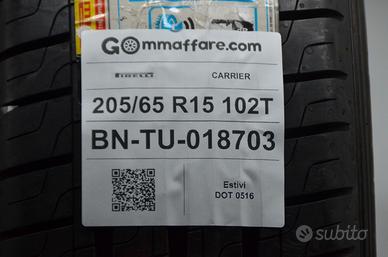 GOmmaffare.com
PIRELLI
CARRIER
205/65 R15 102T
BN-TU-018703
Estivi
DOT 0516
subito